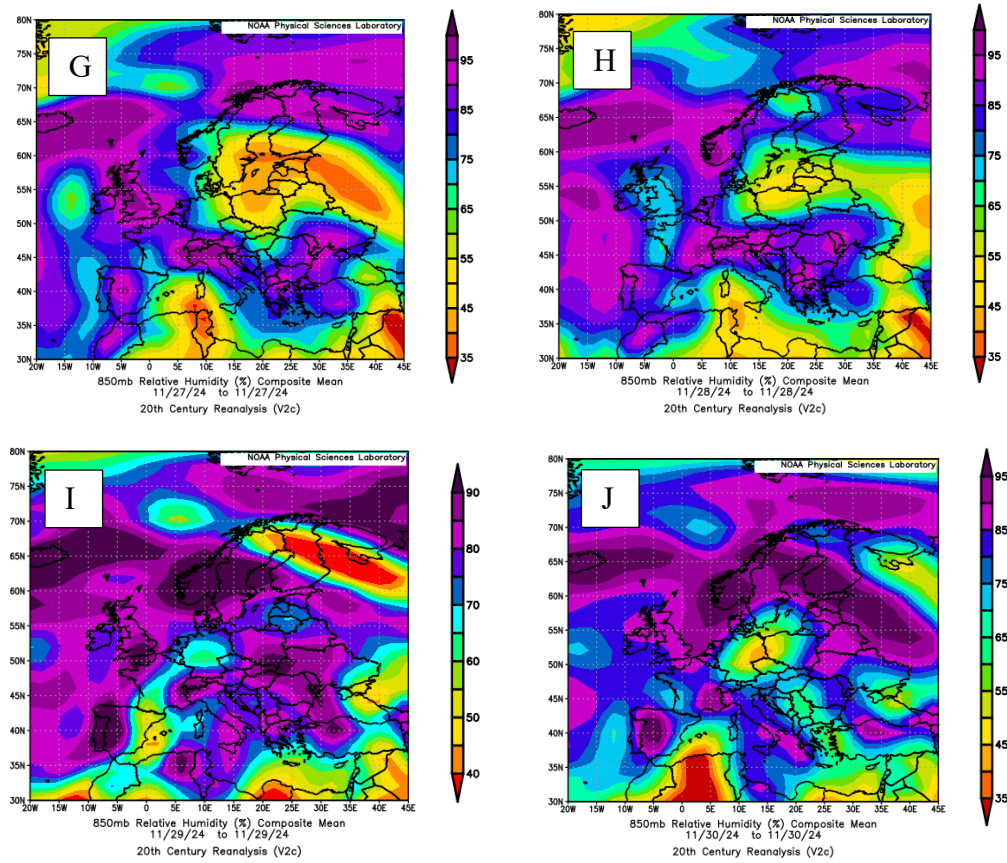 NOAA Physical Sciences Laboratory
G
80N
75N
70N
65N
60N
55N
50N
45N
40N
35N
30N
20W 15W 10W 5W 0 5E 10E 15E 20E 25E 30E 35E 40E 45E
95
85
75
65
55
45
35
850mb Relative Humidity (%) Composite Mean
11/27/24 to 11/27/24
20th Century Reanalysis (V2c)
NOAA Physical Sciences Laboratory
H
80N
75N
70N
65N
60N
55N
50N
45N
40N
35N
30N
20W 15W 10W 5W 0 5E 10E 15E 20E 25E 30E 35E 40E 45E
95
85
75
65
55
45
35
850mb Relative Humidity (%) Composite Mean
11/28/24 to 11/28/24
20th Century Reanalysis (V2c)
NOAA Physical Sciences Laboratory
I
80N
75N
70N
65N
60N
55N
50N
45N
40N
35N
30N
20W 15W 10W 5W 0 5E 10E 15E 20E 25E 30E 35E 40E 45E
90
80
70
60
50
40
850mb Relative Humidity (%) Composite Mean
11/29/24 to 11/29/24
20th Century Reanalysis (V2c)
NOAA Physical Sciences Laboratory
J
80N
75N
70N
65N
60N
55N
50N
45N
40N
35N
30N
20W 15W 10W 5W 0 5E 10E 15E 20E 25E 30E 35E 40E 45E
95
85
75
65
55
45
35
850mb Relative Humidity (%) Composite Mean
11/30/24 to 11/30/24
20th Century Reanalysis (V2c)